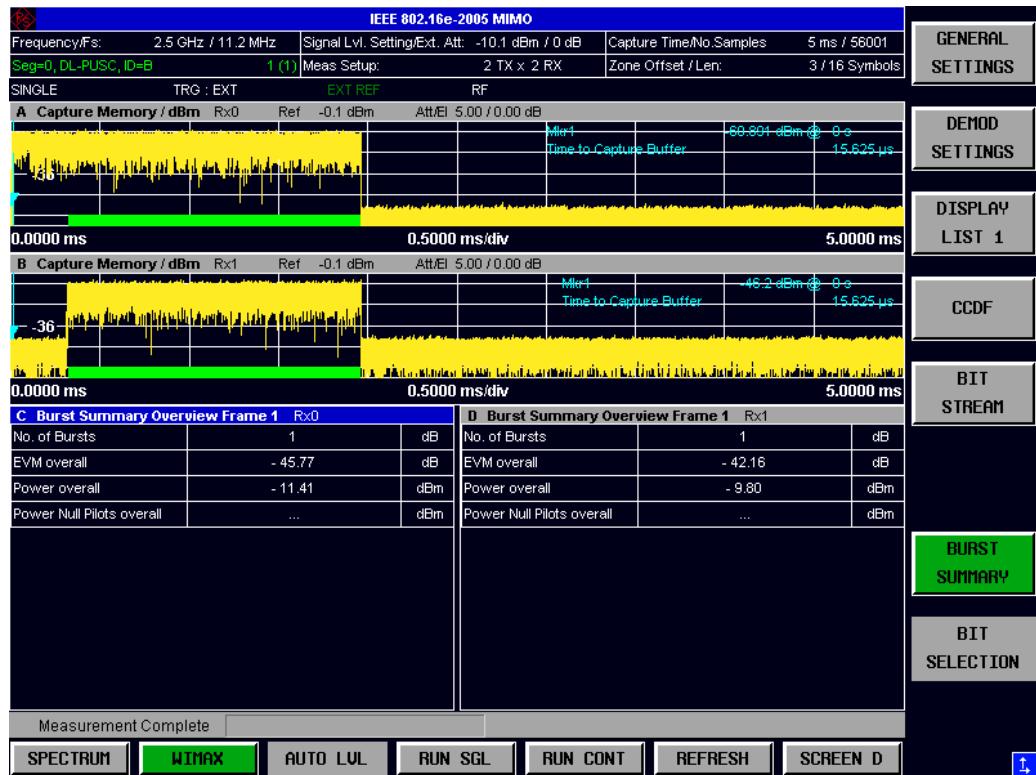 IEEE 802.16e-2005 MIMO
Frequency/Fs: 2.5 GHz / 11.2 MHz Signal Lvl. Setting/Ext. Att: -10.1 dBm / 0 dB Capture Time/No.Samples 5 ms / 56001
Seg=0, DL-PUSC, ID=B 1 (1) Meas Setup: 2 TX x 2 RX Zone Offset / Len: 3 / 16 Symbols
SINGLE TRG : EXT EXT REF RF
A Capture Memory / dBm Rx0 Ref -0.1 dBm Att/El 5.00 / 0.00 dB
Mkr1 -60.801 dBm @ 0 s
Time to Capture Buffer 15.625 µs
-36
0.0000 ms 0.5000 ms/div 5.0000 ms
B Capture Memory / dBm Rx1 Ref -0.1 dBm Att/El 5.00 / 0.00 dB
Mkr1 -46.2 dBm @ 0 s
Time to Capture Buffer 15.625 µs
-36
0.0000 ms 0.5000 ms/div 5.0000 ms
C Burst Summary Overview Frame 1 Rx0
No. of Bursts 1 dB
EVM overall - 45.77 dB
Power overall - 11.41 dBm
Power Null Pilots overall ... dBm
D Burst Summary Overview Frame 1 Rx1
No. of Bursts 1 dB
EVM overall - 42.16 dB
Power overall - 9.80 dBm
Power Null Pilots overall ... dBm
Measurement Complete
SPECTRUM WIMAX AUTO LVL RUN SGL RUN CONT REFRESH SCREEN D
GENERAL
SETTINGS
DEMOD
SETTINGS
DISPLAY
LIST 1
CCDF
BIT
STREAM
BURST
SUMMARY
BIT
SELECTION